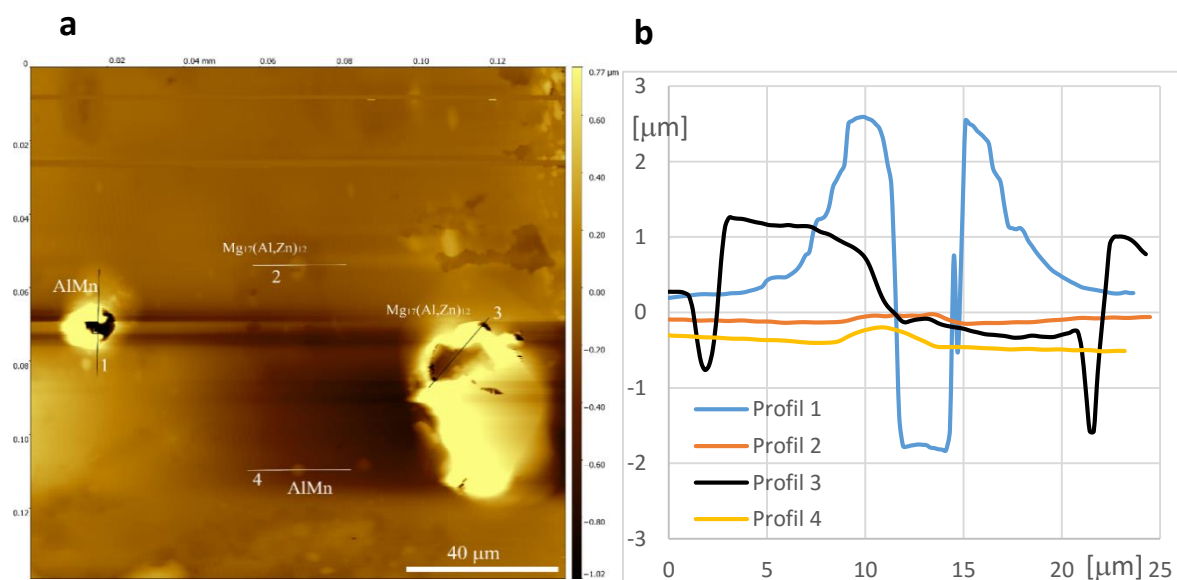 a
0.02 0.04 mm 0.06 0.08 0.10 0.12
0
0.02
0.04
0.06
0.08
0.10
0.12
Mg17(Al,Zn)12
2
AlMn
1
Mg17(Al,Zn)12
3
4
AlMn
40 μm
0.77 μm
0.60
0.40
0.20
0.00
−0.20
−0.40
−0.60
−0.80
−1.02
b
[μm]
3
2
1
0
-1
-2
-3
Profil 1
Profil 2
Profil 3
Profil 4
0 5 10 15 20 25
[μm]